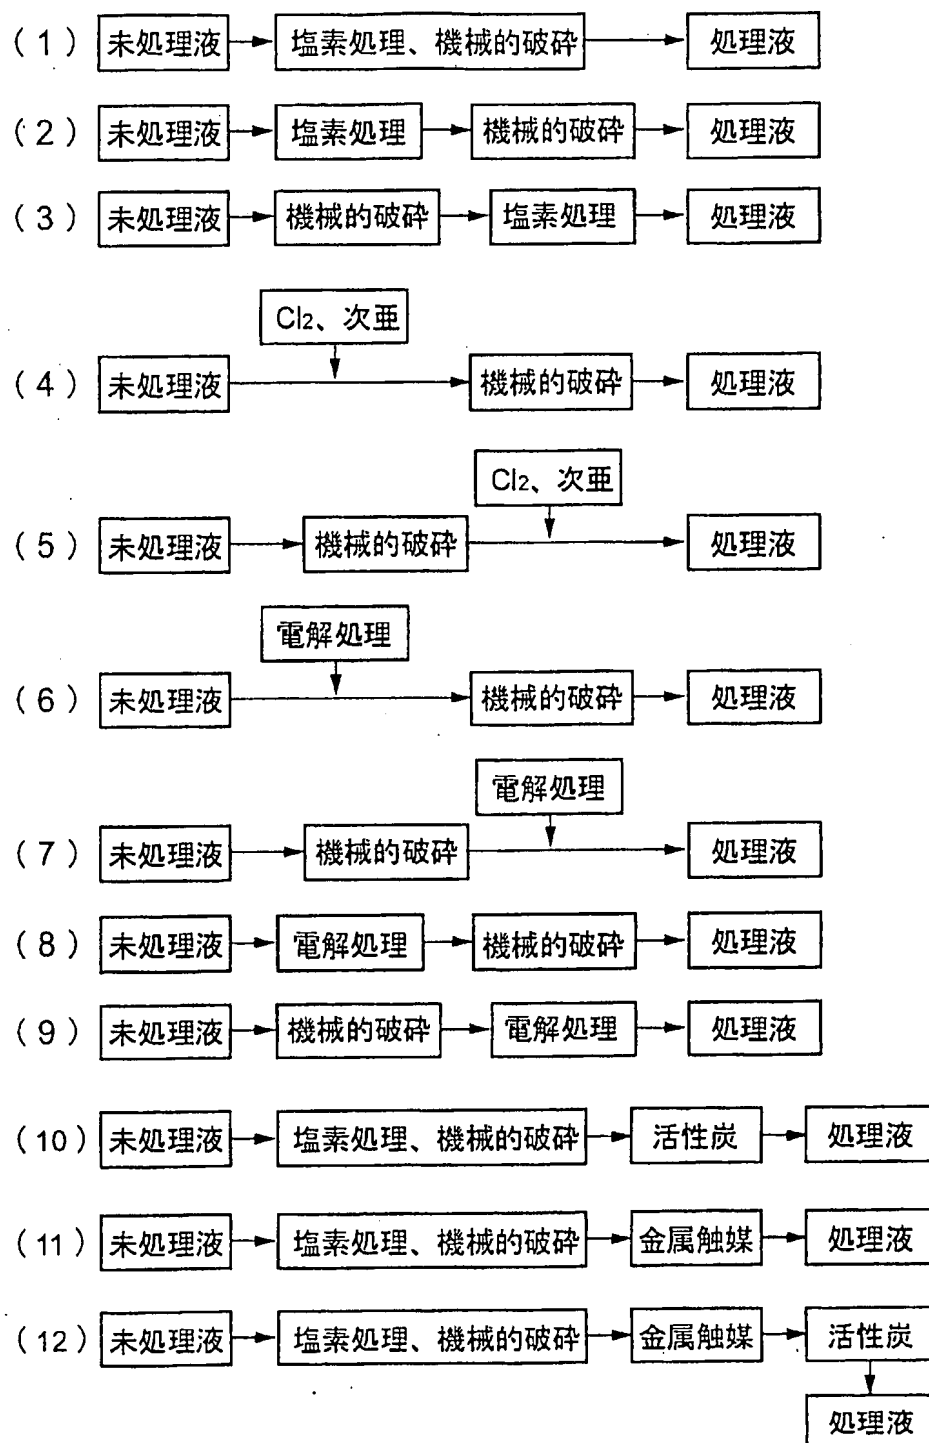 (1) 未処理液 塩素処理、機械的破砕 処理液
(2) 未処理液 塩素処理 機械的破砕 処理液
(3) 未処理液 機械的破砕 塩素処理 処理液
Cl2、次亜
(4) 未処理液 機械的破砕 処理液
Cl2、次亜
(5) 未処理液 機械的破砕 処理液
電解処理
(6) 未処理液 機械的破砕 処理液
電解処理
(7) 未処理液 機械的破砕 処理液
(8) 未処理液 電解処理 機械的破砕 処理液
(9) 未処理液 機械的破砕 電解処理 処理液
(10) 未処理液 塩素処理、機械的破砕 活性炭 処理液
(11) 未処理液 塩素処理、機械的破砕 金属触媒 処理液
(12) 未処理液 塩素処理、機械的破砕 金属触媒 活性炭
処理液